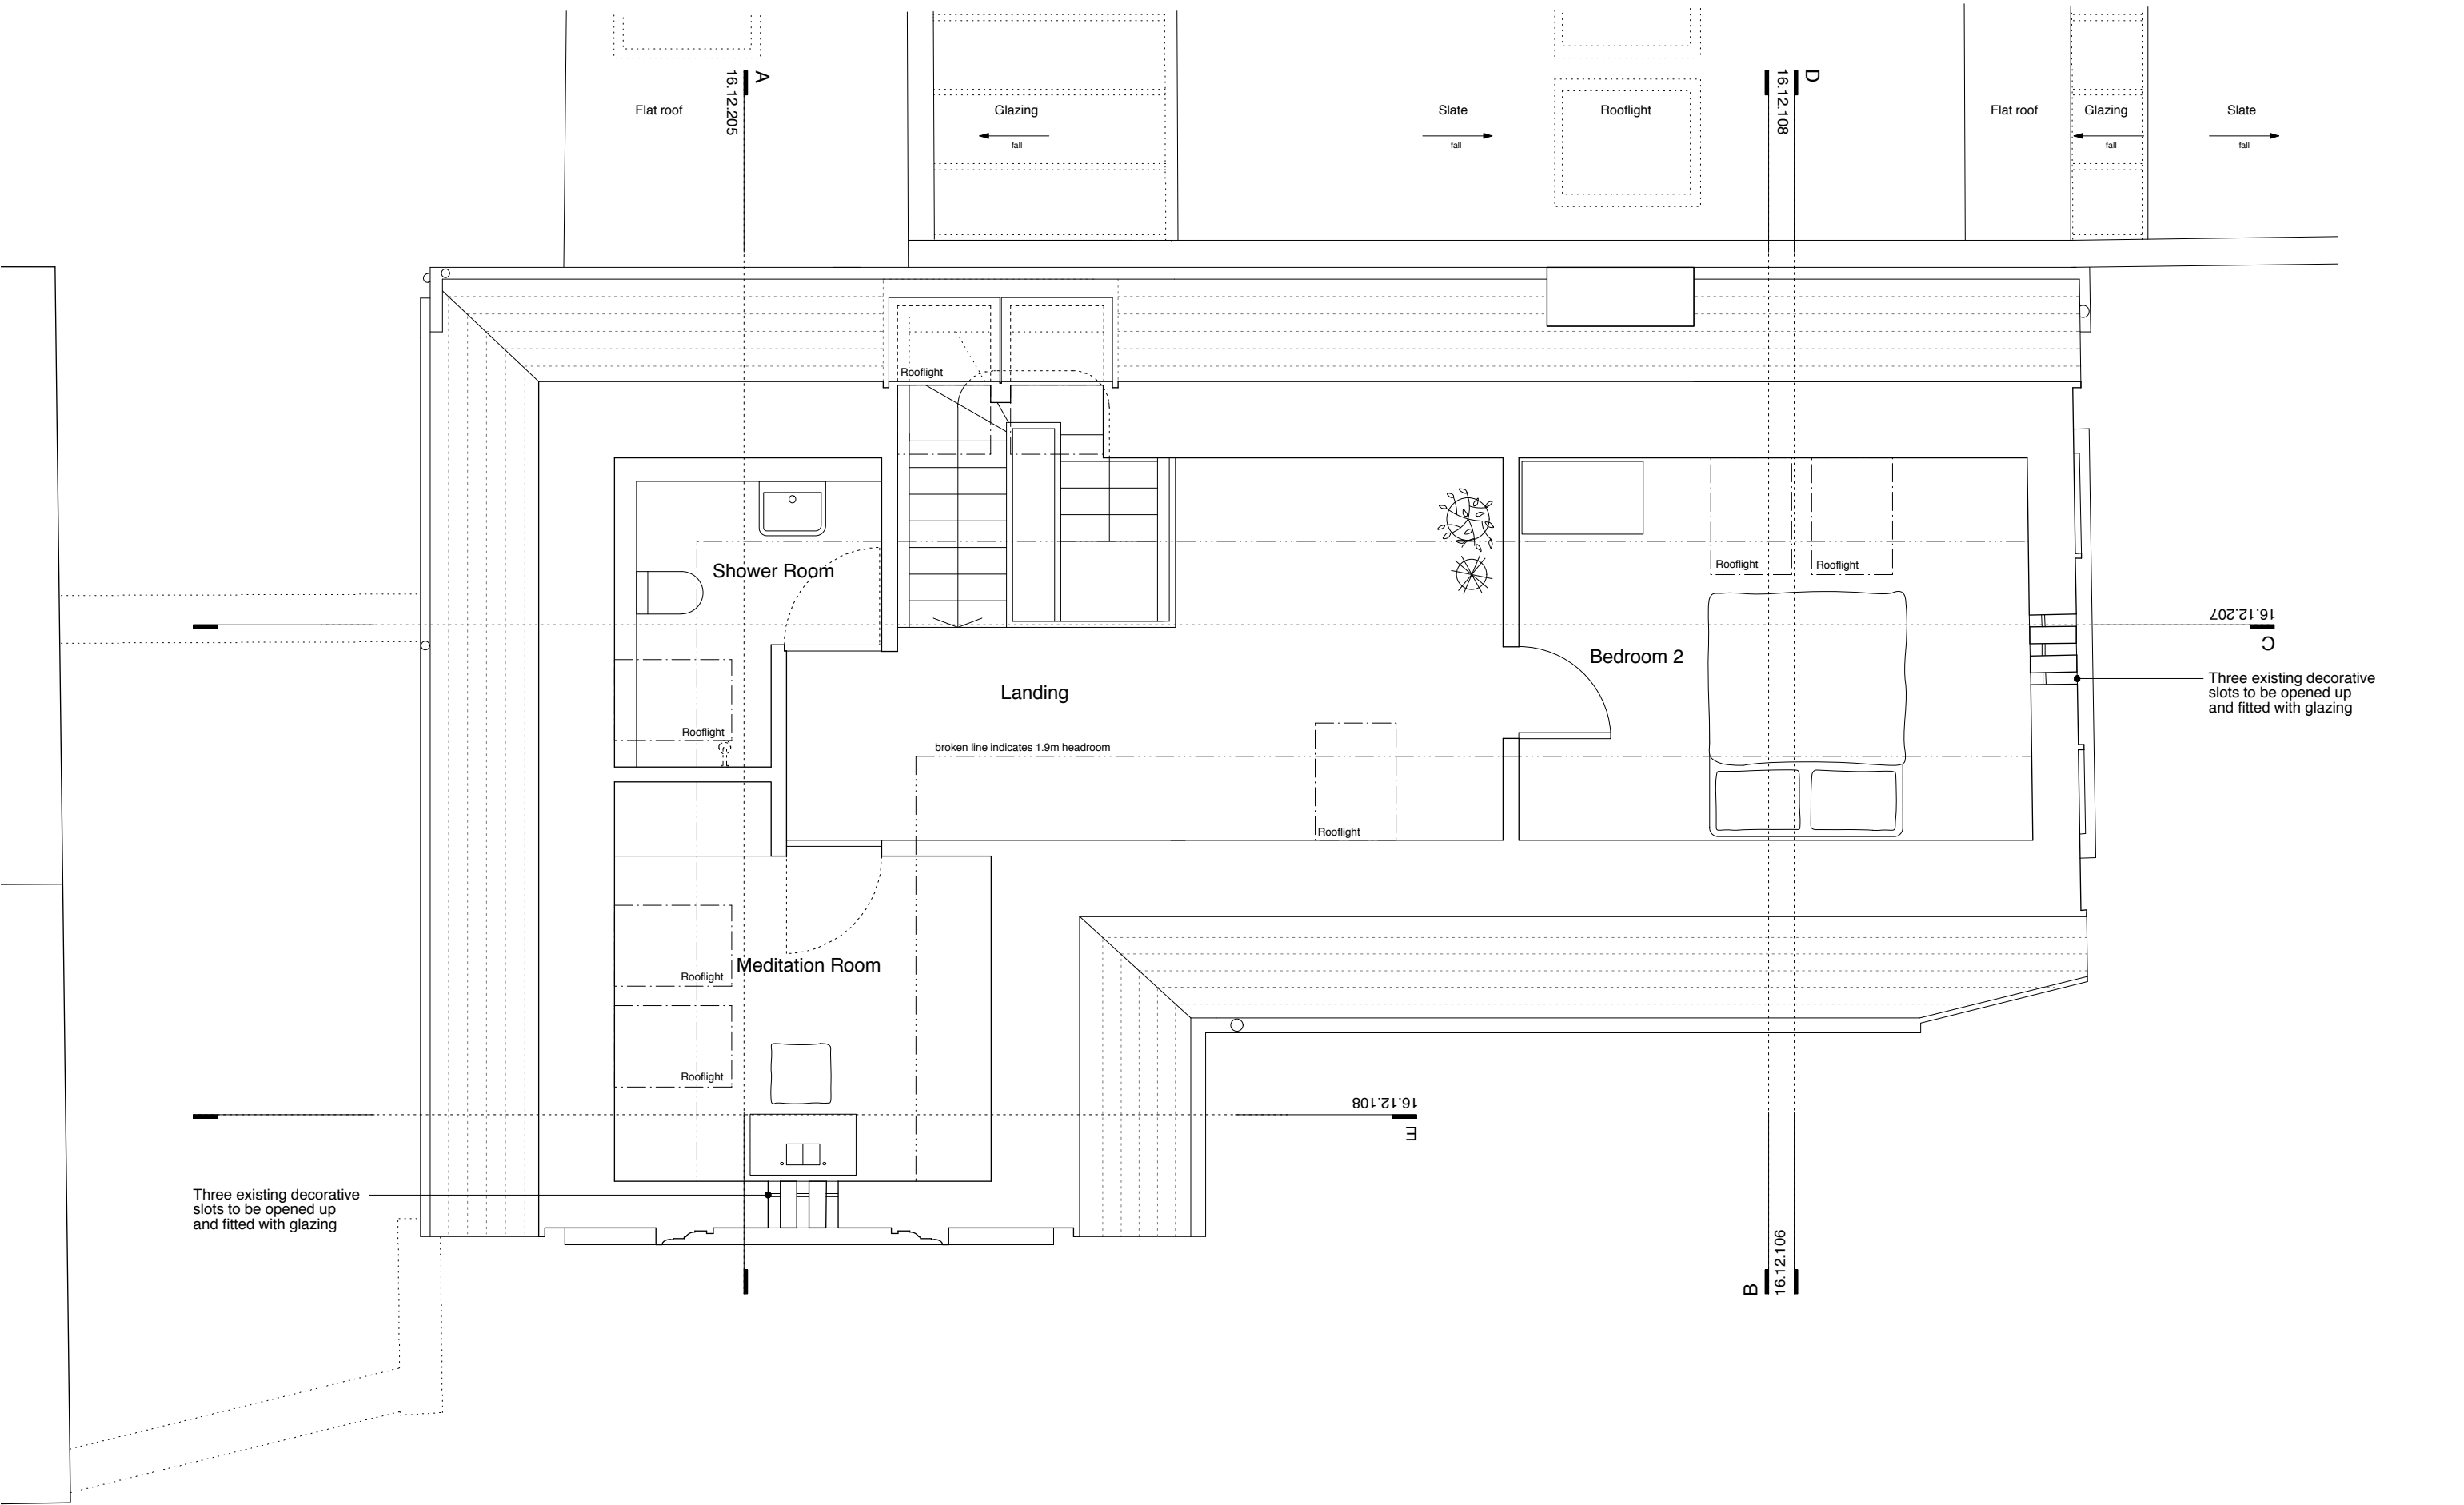 A
16.12.205
16.12.108
D
Flat roof
Glazing
fall
Slate
fall
Rooflight
Flat roof
Glazing
fall
Slate
fall
Rooflight
Shower Room
Rooflight
Rooflight
Rooflight
16.12.207
C
Bedroom 2
Landing
Three existing decorative
slots to be opened up
and fitted with glazing
broken line indicates 1.9m headroom
Rooflight
Meditation Room
Rooflight
Rooflight
16.12.108
E
Three existing decorative
slots to be opened up
and fitted with glazing
B
16.12.106